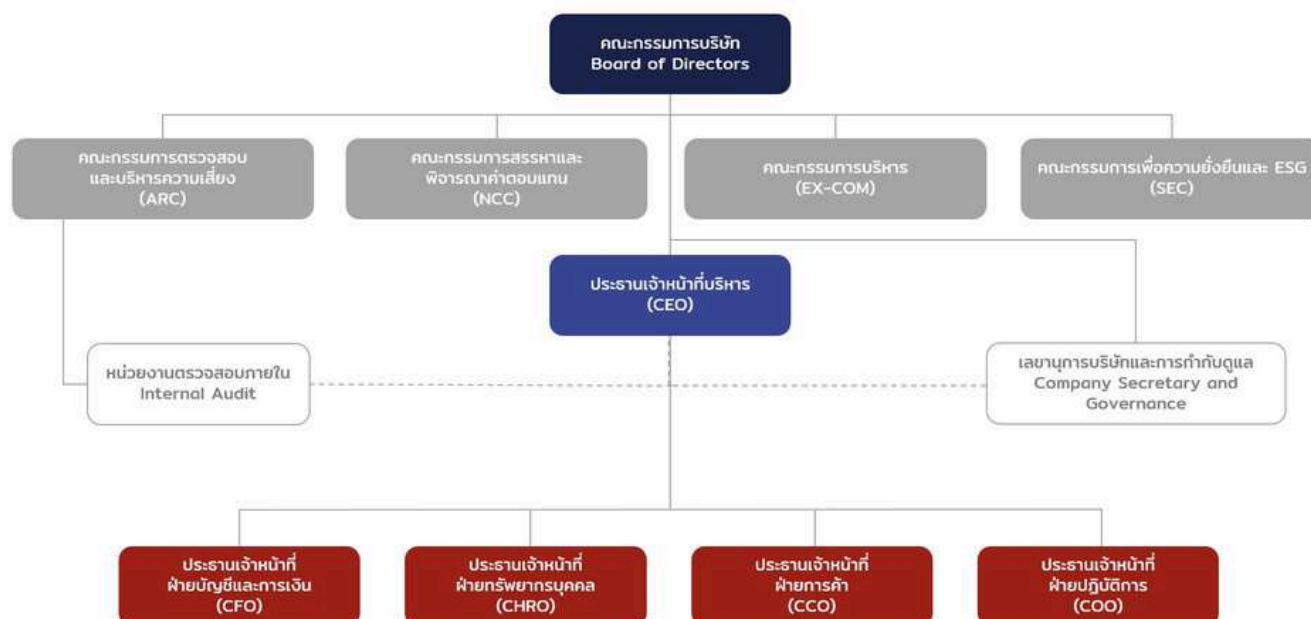 คณะกรรมการบริษัท
Board of Directors
คณะกรรมการตรวจสอบ
และบริหารความเสี่ยง
(ARC)
คณะกรรมการสรรหาและ
พิจารณาค่าตอบแทน
(NCC)
คณะกรรมการบริหาร
(EX-COM)
คณะกรรมการเพื่อความยั่งยืนและ ESG
(SEC)
ประธานเจ้าหน้าที่บริหาร
(CEO)
หน่วยงานตรวจสอบภายใน
Internal Audit
เลขานุการบริษัทและการกำกับดูแล
Company Secretary and
Governance
ประธานเจ้าหน้าที่
ฝ่ายบัญชีและการเงิน
(CFO)
ประธานเจ้าหน้าที่
ฝ่ายทรัพยากรบุคคล
(CHRO)
ประธานเจ้าหน้าที่
ฝ่ายการค้า
(CCO)
ประธานเจ้าหน้าที่
ฝ่ายปฏิบัติการ
(COO)